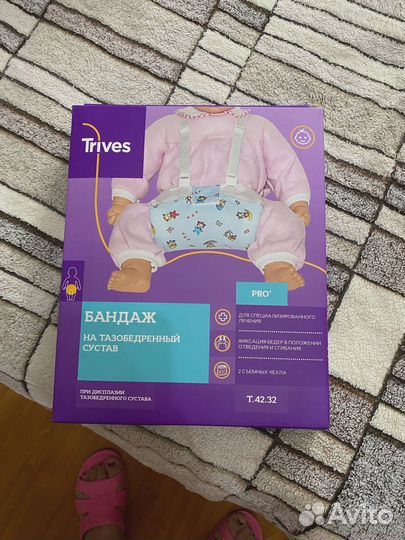 Trives
PRO+
БАНДАЖ
НА ТАЗОБЕДРЕННЫЙ
СУСТАВ
ДЛЯ СПЕЦИАЛИЗИРОВАННОГО
ЛЕЧЕНИЯ
ФИКСАЦИЯ БЕДЕР В ПОЛОЖЕНИИ
ОТВЕДЕНИЯ И СГИБАНИЯ
2 СЪЕМНЫХ ЧЕХЛА
ПРИ ДИСПЛАЗИИ
ТАЗОБЕДРЕННОГО СУСТАВА
Т.42.32
Avito